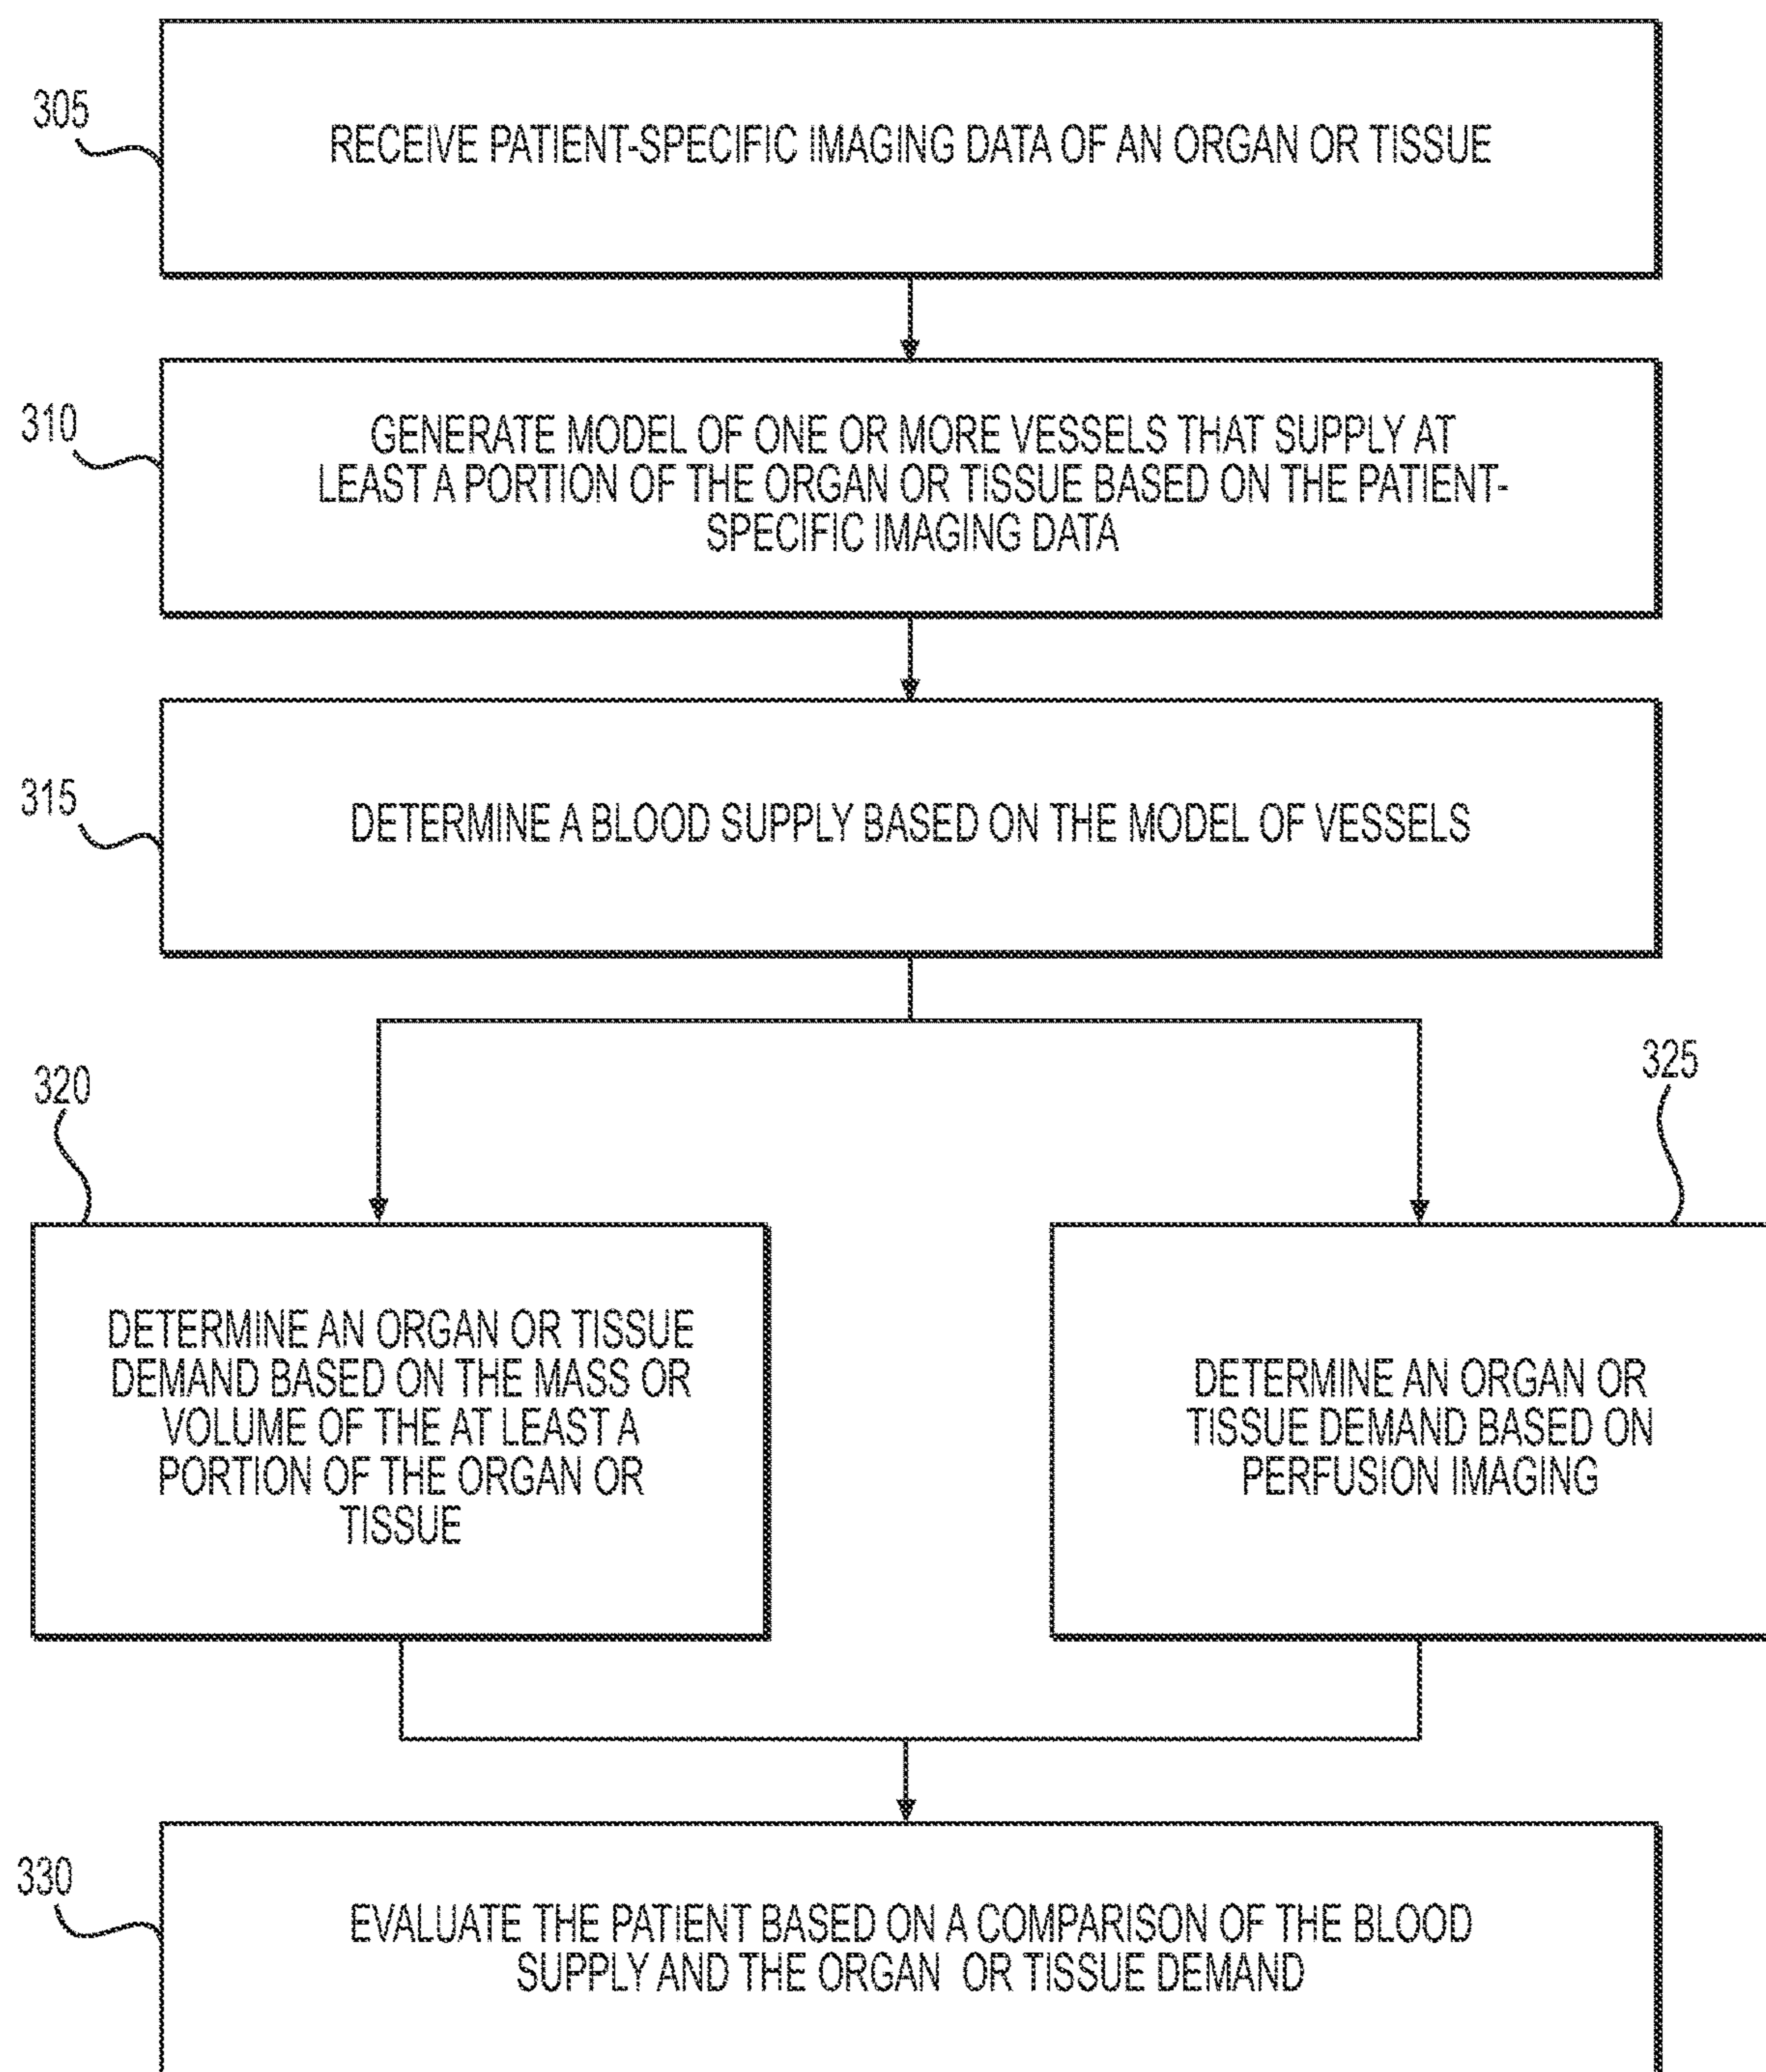 305
RECEIVE PATIENT-SPECIFIC IMAGING DATA OF AN ORGAN OR TISSUE
310
GENERATE MODEL OF ONE OR MORE VESSELS THAT SUPPLY AT
LEAST A PORTION OF THE ORGAN OR TISSUE BASED ON THE PATIENT-
SPECIFIC IMAGING DATA
315
DETERMINE A BLOOD SUPPLY BASED ON THE MODEL OF VESSELS
320
DETERMINE AN ORGAN OR TISSUE
DEMAND BASED ON THE MASS OR
VOLUME OF THE AT LEAST A
PORTION OF THE ORGAN OR
TISSUE
325
DETERMINE AN ORGAN OR
TISSUE DEMAND BASED ON
PERFUSION IMAGING
330
EVALUATE THE PATIENT BASED ON A COMPARISON OF THE BLOOD
SUPPLY AND THE ORGAN OR TISSUE DEMAND